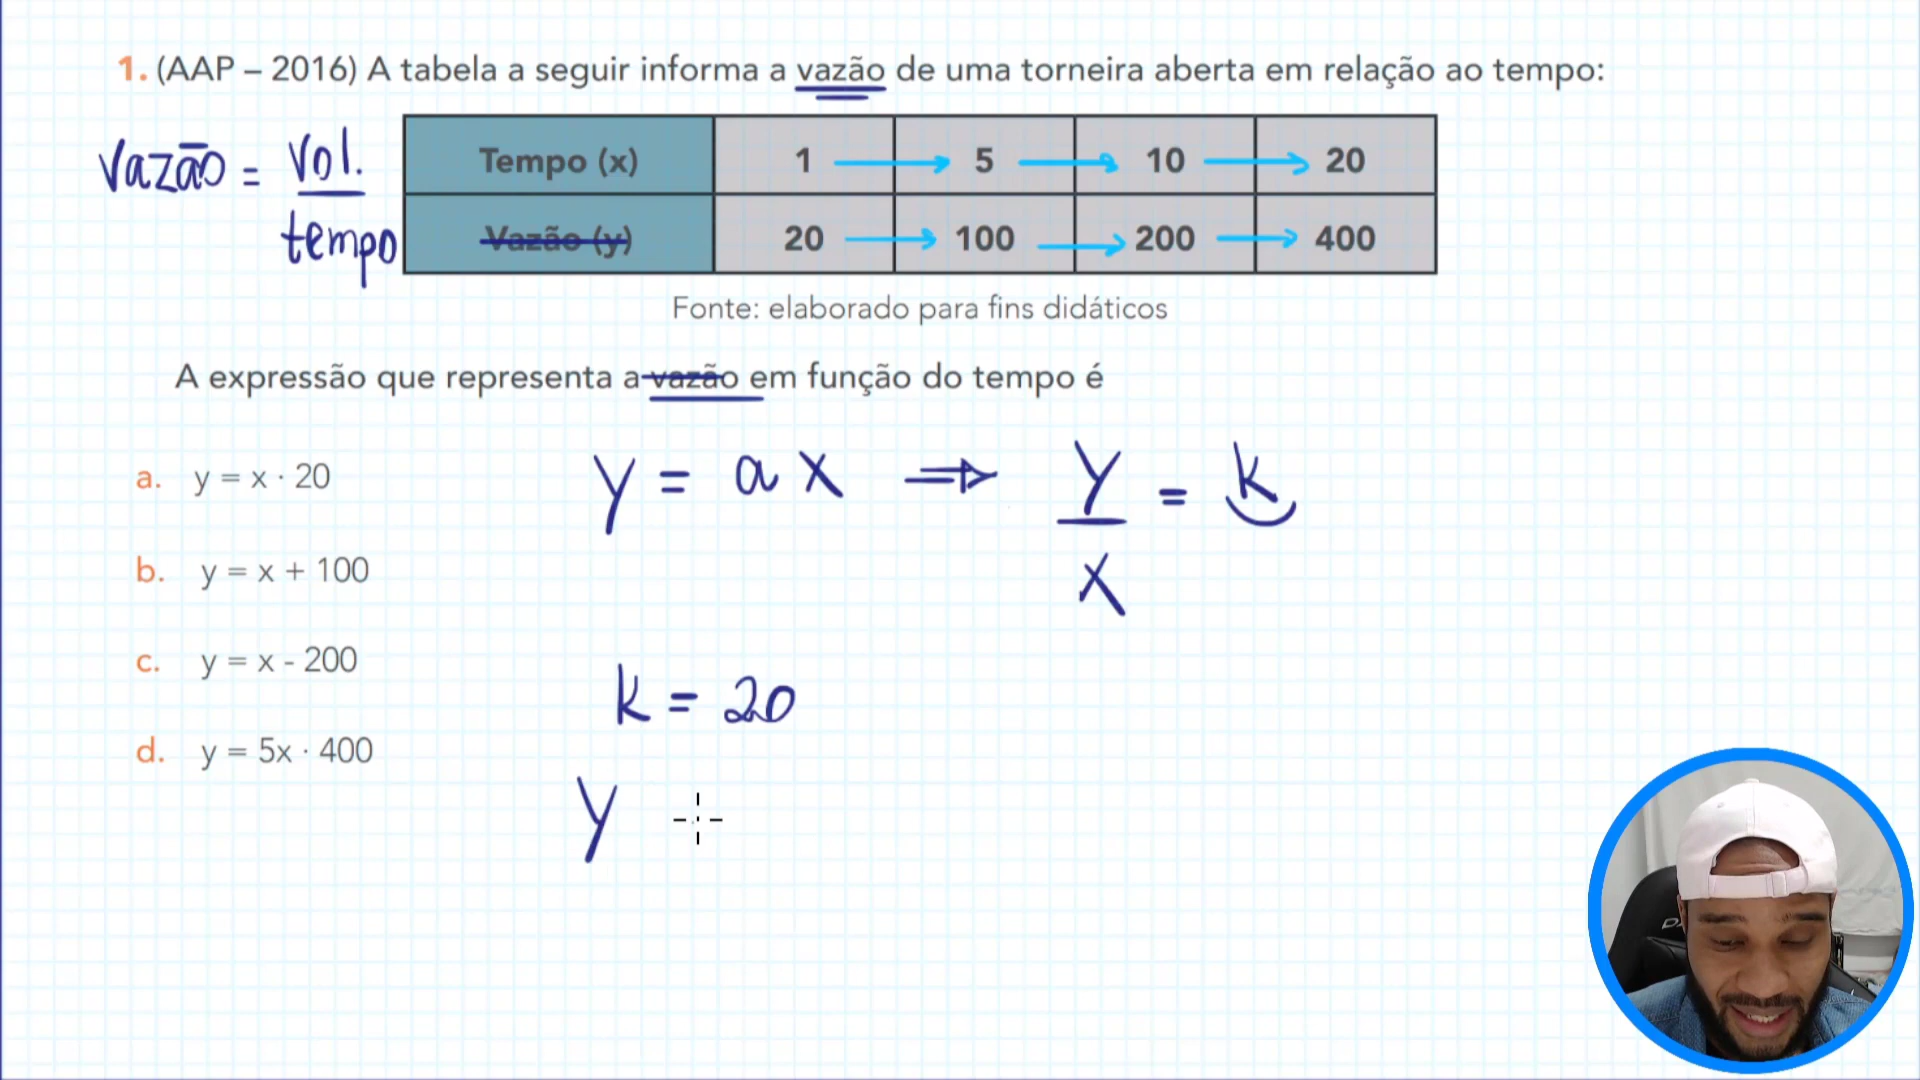 1. (AAP – 2016) A tabela a seguir informa a vazão de uma torneira aberta em relação ao tempo:
Vazão = Vol.
tempo
Tempo (x) 1 5 10 20
Vazão (y) 20 100 200 400
Fonte: elaborado para fins didáticos
A expressão que representa a vazão em função do tempo é
a. y = x · 20
b. y = x + 100
c. y = x - 200
d. y = 5x · 400
y = a x ⇒ y = k
x
k = 20
y